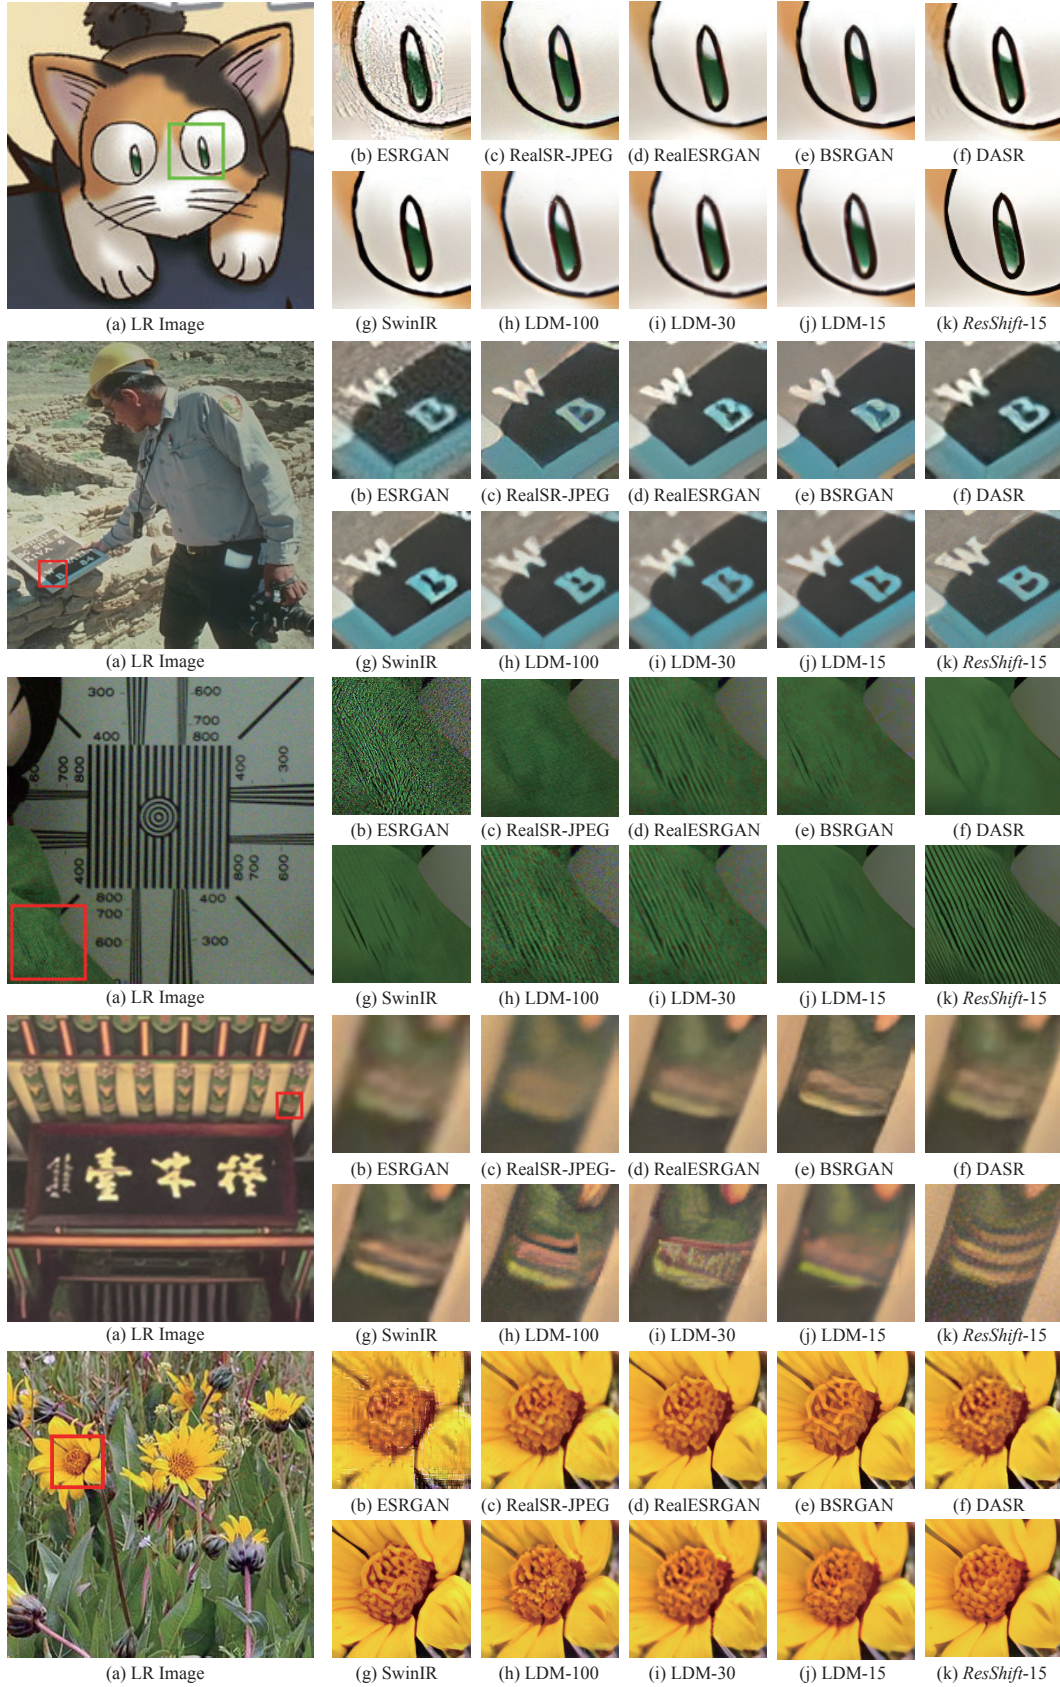 (b) ESRGAN (c) RealSR-JPEG (d) RealESRGAN (e) BSRGAN (f) DASR
(a) LR Image (g) SwinIR (h) LDM-100 (i) LDM-30 (j) LDM-15 (k) ResShift-15
W
B
(b) ESRGAN (c) RealSR-JPEG (d) RealESRGAN (e) BSRGAN (f) DASR
W
B
(a) LR Image (g) SwinIR (h) LDM-100 (i) LDM-30 (j) LDM-15 (k) ResShift-15
300 600
700
400 800
600 700 800 400 300
(b) ESRGAN (c) RealSR-JPEG (d) RealESRGAN (e) BSRGAN (f) DASR
400 800 700 600
800 400
700
600 300
(a) LR Image (g) SwinIR (h) LDM-100 (i) LDM-30 (j) LDM-15 (k) ResShift-15
(b) ESRGAN (c) RealSR-JPEG- (d) RealESRGAN (e) BSRGAN (f) DASR
(a) LR Image (g) SwinIR (h) LDM-100 (i) LDM-30 (j) LDM-15 (k) ResShift-15
(b) ESRGAN (c) RealSR-JPEG (d) RealESRGAN (e) BSRGAN (f) DASR
(a) LR Image (g) SwinIR (h) LDM-100 (i) LDM-30 (j) LDM-15 (k) ResShift-15